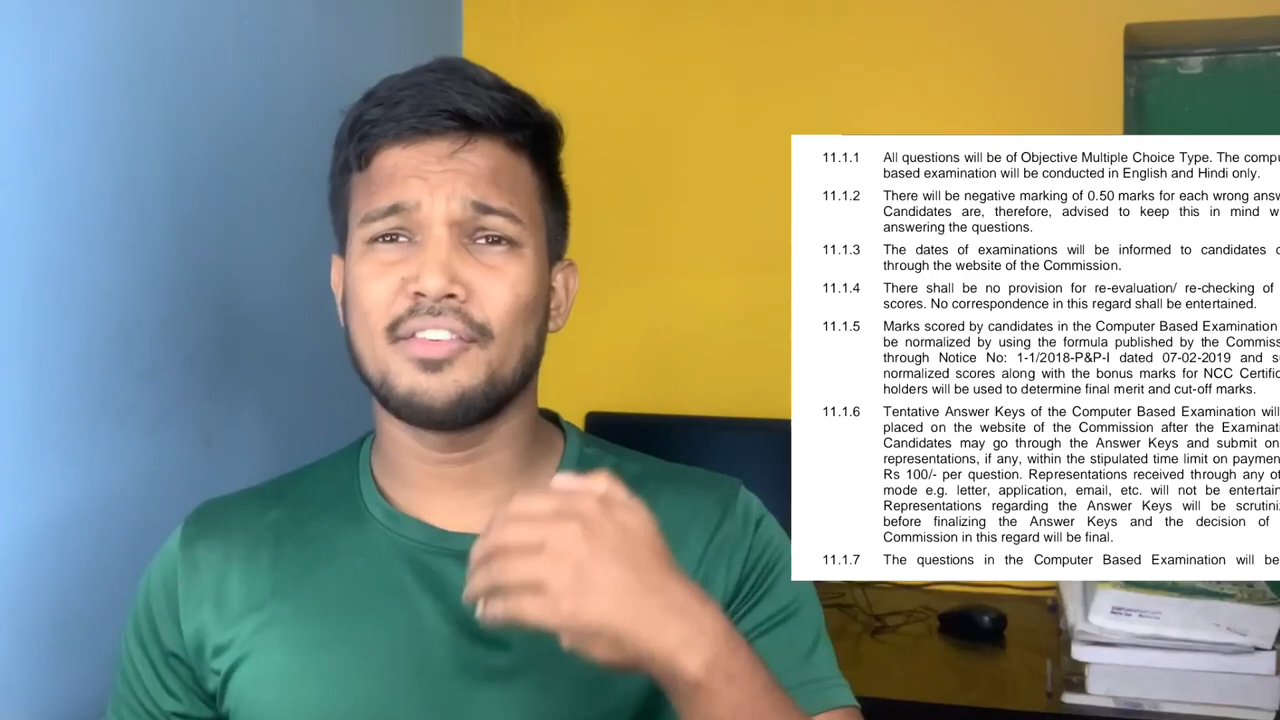 11.1.1 All questions will be of Objective Multiple Choice Type. The
based examination will be conducted in English and Hindi only.
11.1.2 There will be negative marking of 0.50 marks for each wrong
Candidates are, therefore, advised to keep this in mind
answering the questions.
11.1.3 The dates of examinations will be informed to candidates
through the website of the Commission.
11.1.4 There shall be no provision for re-evaluation/ re-checking of
scores. No correspondence in this regard shall be entertained.
11.1.5 Marks scored by candidates in the Computer Based Examination
be normalized by using the formula published by the
through Notice No: 1-1/2018-P&P-I dated 07-02-2019 and
normalized scores along with the bonus marks for NCC
holders will be used to determine final merit and cut-off marks.
11.1.6 Tentative Answer Keys of the Computer Based Examination will
placed on the website of the Commission after the
Candidates may go through the Answer Keys and submit
representations, if any, within the stipulated time limit on
Rs 100/- per question. Representations received through any
mode e.g. letter, application, email, etc. will not be
Representations regarding the Answer Keys will be
before finalizing the Answer Keys and the decision of
Commission in this regard will be final.
11.1.7 The questions in the Computer Based Examination will be